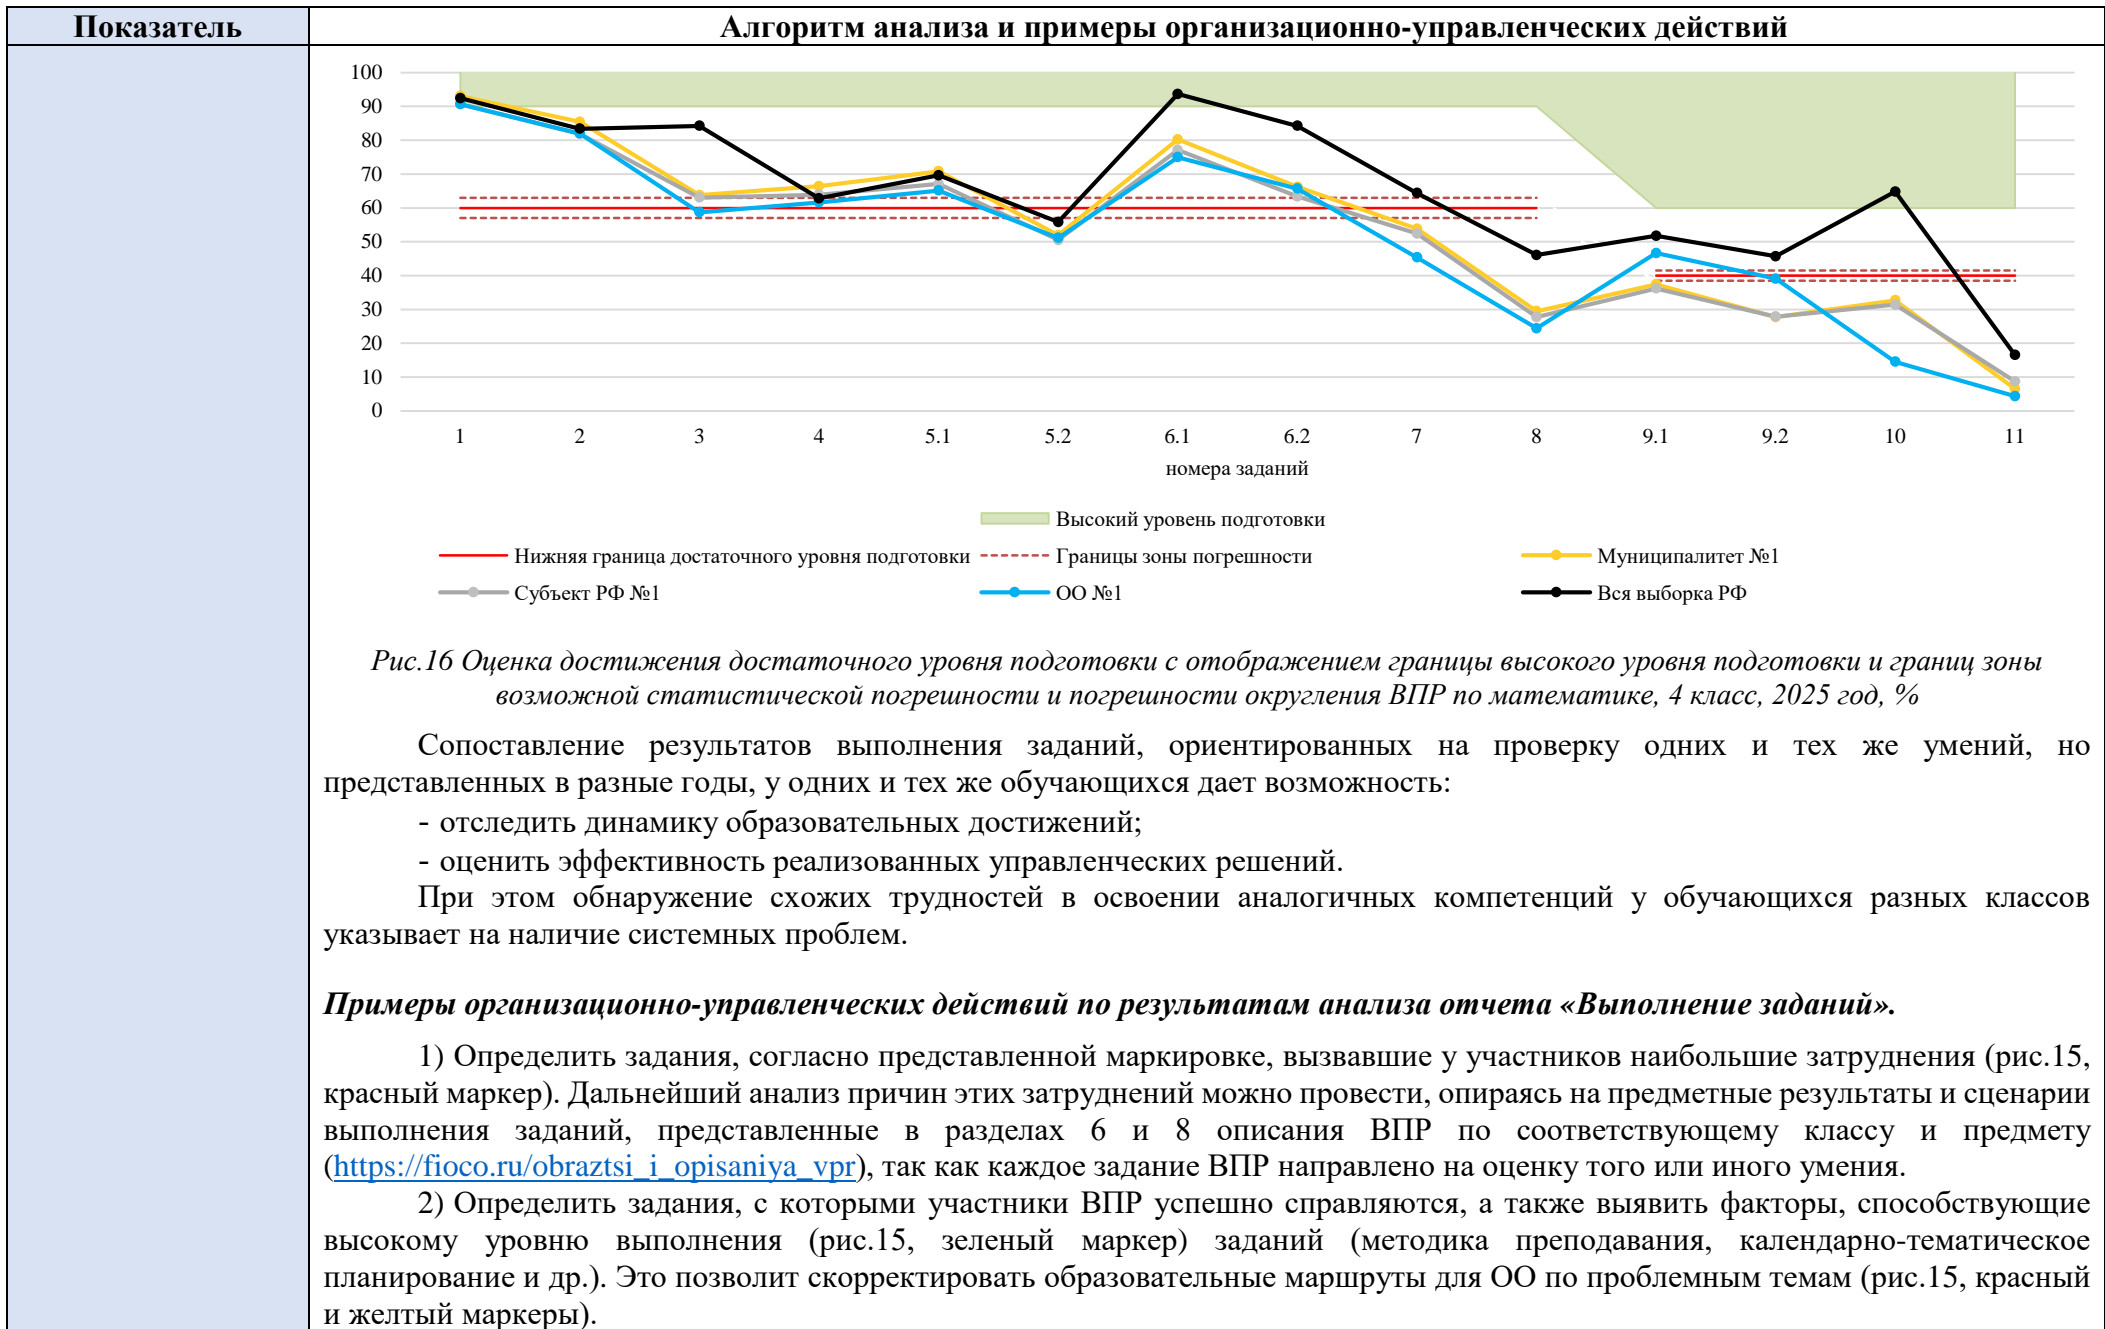 Показатель
Алгоритм анализа и примеры организационно-управленческих действий
100
90
80
70
60
50
40
30
20
10
0
1 2 3 4 5.1 5.2 6.1 6.2 7 8 9.1 9.2 10 11
номера заданий
Высокий уровень подготовки
Нижняя граница достаточного уровня подготовки Границы зоны погрешности Муниципалитет №1
Субъект РФ №1 ОО №1 Вся выборка РФ
Рис.16 Оценка достижения достаточного уровня подготовки с отображением границы высокого уровня подготовки и границ зоны
возможной статистической погрешности и погрешности округления ВПР по математике, 4 класс, 2025 год, %
Сопоставление результатов выполнения заданий, ориентированных на проверку одних и тех же умений, но
представленных в разные годы, у одних и тех же обучающихся дает возможность:
- отследить динамику образовательных достижений;
- оценить эффективность реализованных управленческих решений.
При этом обнаружение схожих трудностей в освоении аналогичных компетенций у обучающихся разных классов
указывает на наличие системных проблем.
Примеры организационно-управленческих действий по результатам анализа отчета «Выполнение заданий».
1) Определить задания, согласно представленной маркировке, вызвавшие у участников наибольшие затруднения (рис.15,
красный маркер). Дальнейший анализ причин этих затруднений можно провести, опираясь на предметные результаты и сценарии
выполнения заданий, представленные в разделах 6 и 8 описания ВПР по соответствующему классу и предмету
(https://fioco.ru/obraztsi_i_opisaniya_vpr), так как каждое задание ВПР направлено на оценку того или иного умения.
2) Определить задания, с которыми участники ВПР успешно справляются, а также выявить факторы, способствующие
высокому уровню выполнения (рис.15, зеленый маркер) заданий (методика преподавания, календарно-тематическое
планирование и др.). Это позволит скорректировать образовательные маршруты для ОО по проблемным темам (рис.15, красный
и желтый маркеры).